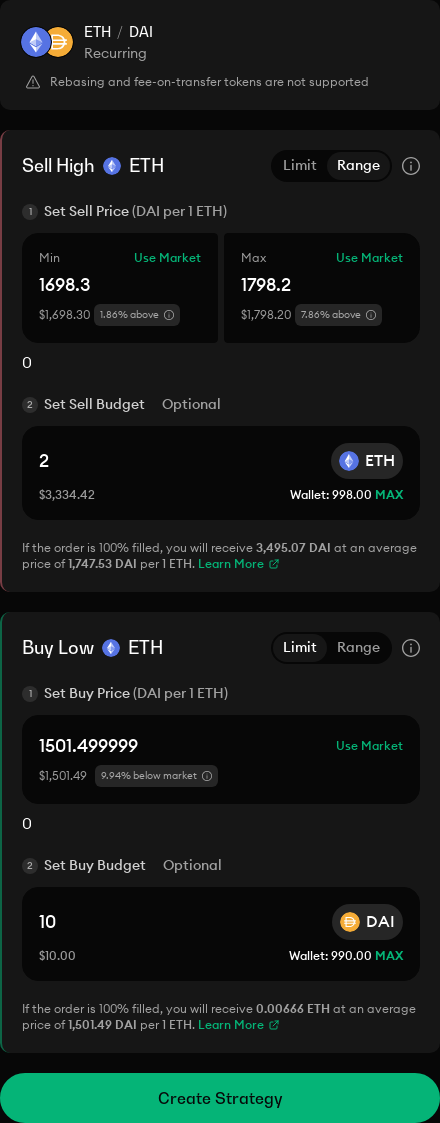 ETH / DAI
Recurring
Rebasing and fee-on-transfer tokens are not supported
Sell High ETH Limit Range
1 Set Sell Price (DAI per 1 ETH)
Min Use Market Max Use Market
1698.3 1798.2
$1,698.30 1.86% above $1,798.20 7.86% above
0
2 Set Sell Budget Optional
2 ETH
$3,334.42 Wallet: 998.00 MAX
If the order is 100% filled, you will receive 3,495.07 DAI at an average
price of 1,747.53 DAI per 1 ETH. Learn More
Buy Low ETH Limit Range
1 Set Buy Price (DAI per 1 ETH)
1501.499999 Use Market
$1,501.49 9.94% below market
0
2 Set Buy Budget Optional
10 DAI
$10.00 Wallet: 990.00 MAX
If the order is 100% filled, you will receive 0.00666 ETH at an average
price of 1,501.49 DAI per 1 ETH. Learn More
Create Strategy